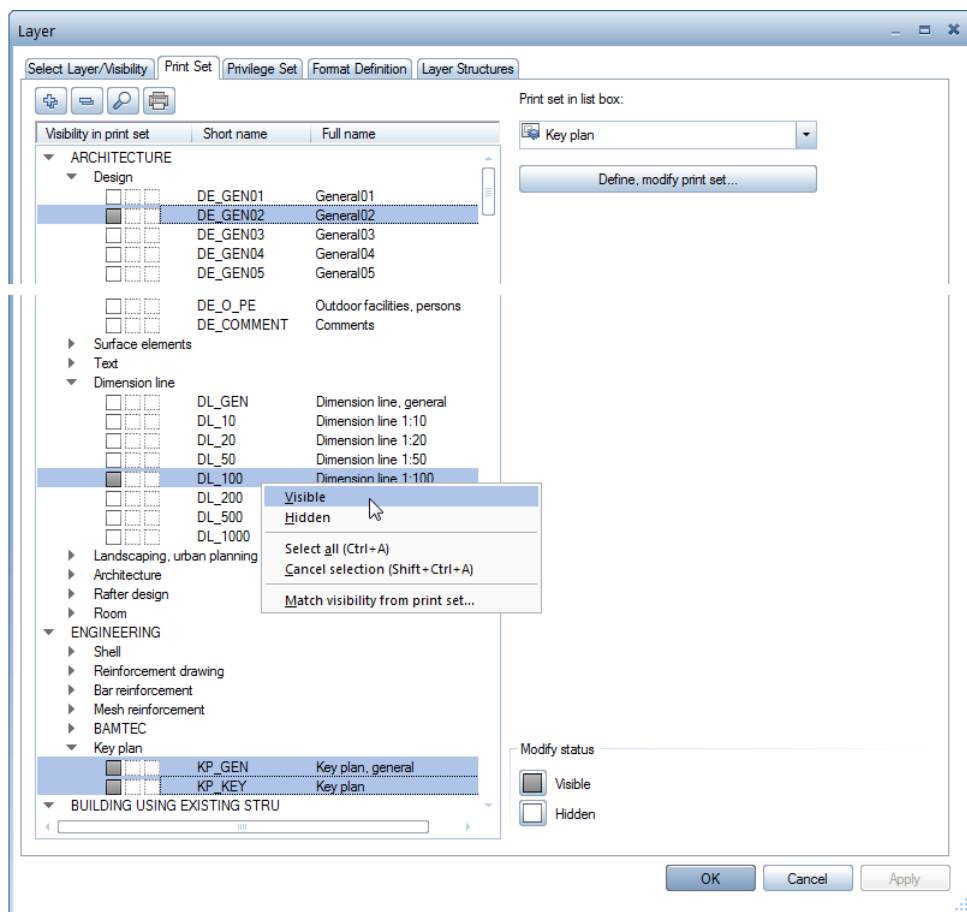 Layer
Select Layer/Visibility Print Set Privilege Set Format Definition Layer Structures
Print set in list box:
Visibility in print set Short name Full name
Key plan
ARCHITECTURE
Design
Define, modify print set...
DE_GEN01 General01
DE_GEN02 General02
DE_GEN03 General03
DE_GEN04 General04
DE_GEN05 General05
DE_O_PE Outdoor facilities, persons
DE_COMMENT Comments
Surface elements
Text
Dimension line
DL_GEN Dimension line, general
DL_10 Dimension line 1:10
DL_20 Dimension line 1:20
DL_50 Dimension line 1:50
DL_100 Dimension line 1:100
DL_200
DL_500
DL_1000
Visible
Hidden
Select all (Ctrl+A)
Cancel selection (Shift+Ctrl+A)
Match visibility from print set...
Landscaping, urban planning
Architecture
Rafter design
Room
ENGINEERING
Shell
Reinforcement drawing
Bar reinforcement
Mesh reinforcement
BAMTEC
Key plan
KP_GEN Key plan, general
KP_KEY Key plan
BUILDING USING EXISTING STRU
Modify status
Visible
Hidden
OK Cancel Apply